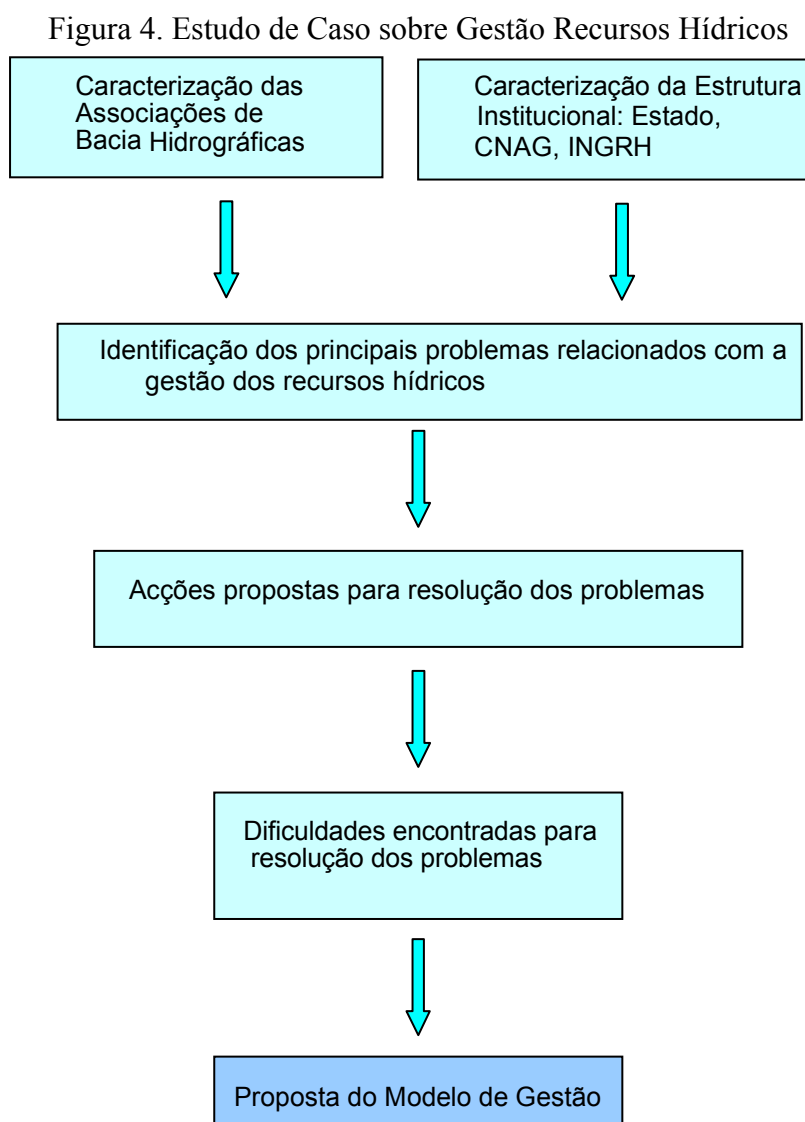 Figura 4. Estudo de Caso sobre Gestão Recursos Hídricos
Caracterização das
Associações de
Bacia Hidrográficas
Caracterização da Estrutura
Institucional: Estado,
CNAG, INGRH
Identificação dos principais problemas relacionados com a
gestão dos recursos hídricos
Acções propostas para resolução dos problemas
Dificuldades encontradas para
resolução dos problemas
Proposta do Modelo de Gestão